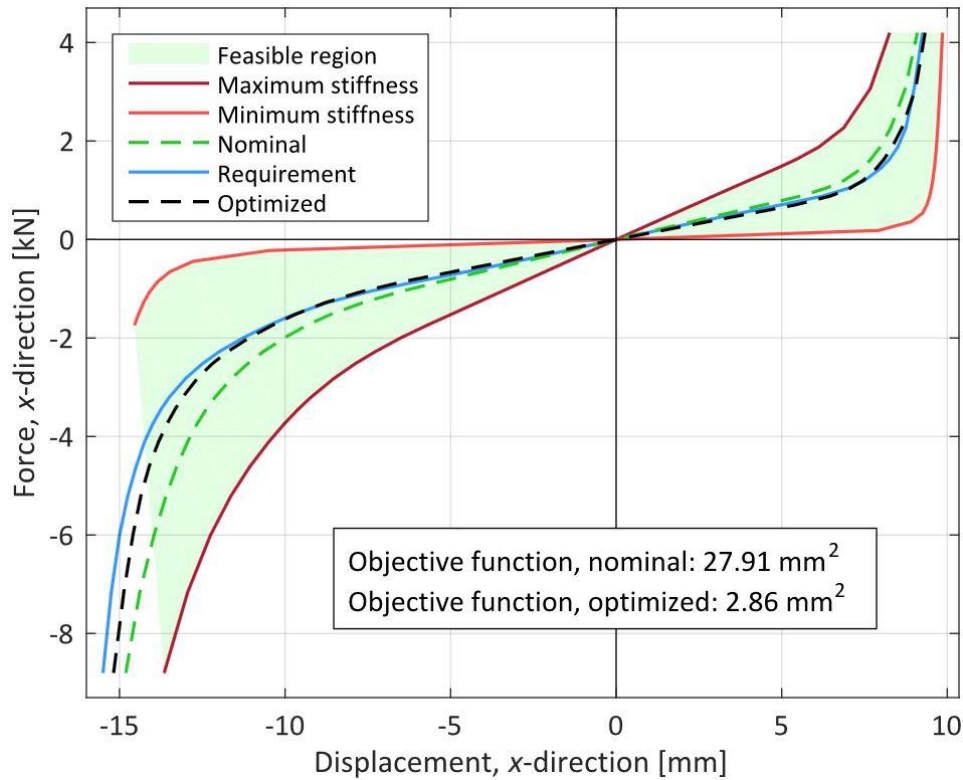 Feasible region
Maximum stiffness
Minimum stiffness
Nominal
Requirement
Optimized
4
2
0
-2
-4
-6
-8
Force, x-direction [kN]
Objective function, nominal: 27.91 mm²
Objective function, optimized: 2.86 mm²
-15
-10
-5
0
5
10
Displacement, x-direction [mm]